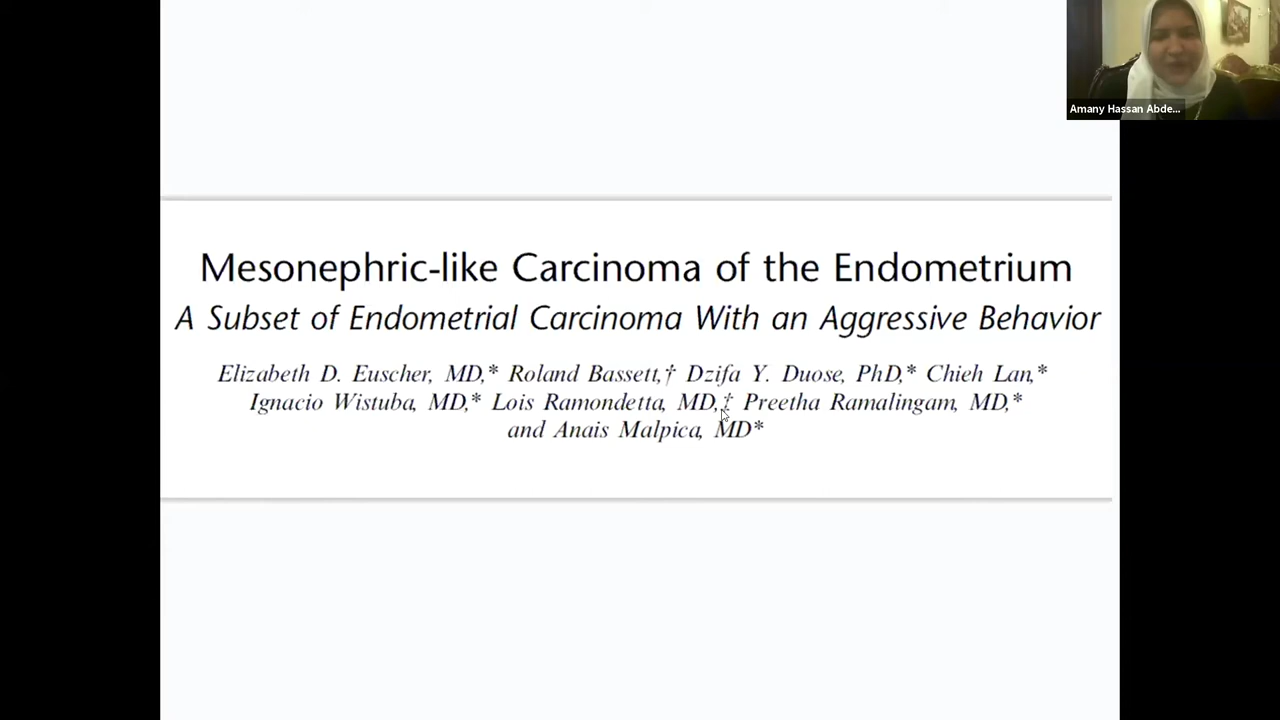 Amany Hassan Abde...
Mesonephric-like Carcinoma of the Endometrium
A Subset of Endometrial Carcinoma With an Aggressive Behavior
Elizabeth D. Euscher, MD,* Roland Bassett,† Dzifa Y. Duose, PhD,* Chieh Lan,*
Ignacio Wistuba, MD,* Lois Ramondetta, MD,‡ Preetha Ramalingam, MD,*
and Anais Malpica, MD*